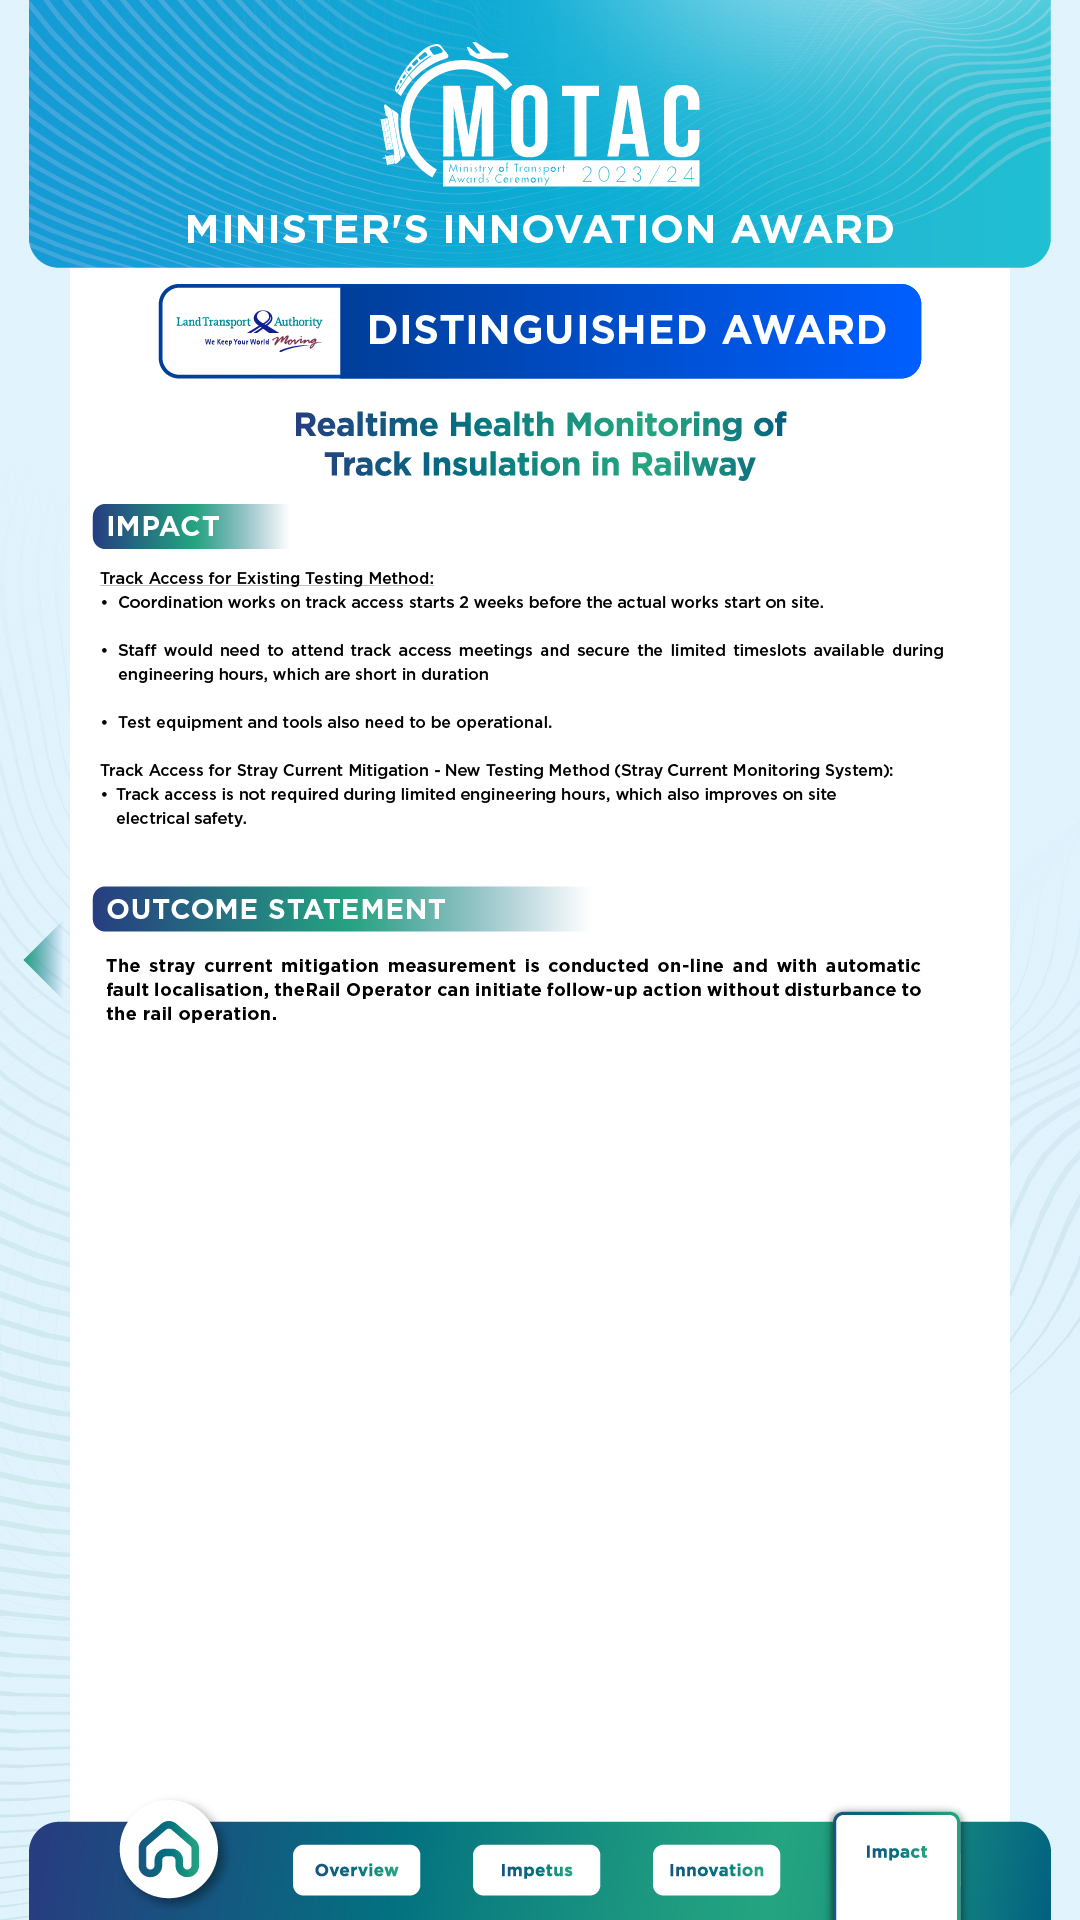 MOTAC
Ministry of Transport
Awards Ceremony 2023/24
MINISTER'S INNOVATION AWARD
Land Transport Authority
We Keep Your World Moving
DISTINGUISHED AWARD
Realtime Health Monitoring of
Track Insulation in Railway
IMPACT
Track Access for Existing Testing Method:
• Coordination works on track access starts 2 weeks before the actual works start on site.
• Staff would need to attend track access meetings and secure the limited timeslots available during
engineering hours, which are short in duration
• Test equipment and tools also need to be operational.
Track Access for Stray Current Mitigation - New Testing Method (Stray Current Monitoring System):
• Track access is not required during limited engineering hours, which also improves on site
electrical safety.
OUTCOME STATEMENT
The stray current mitigation measurement is conducted on-line and with automatic
fault localisation, theRail Operator can initiate follow-up action without disturbance to
the rail operation.
Overview
Impetus
Innovation
Impact